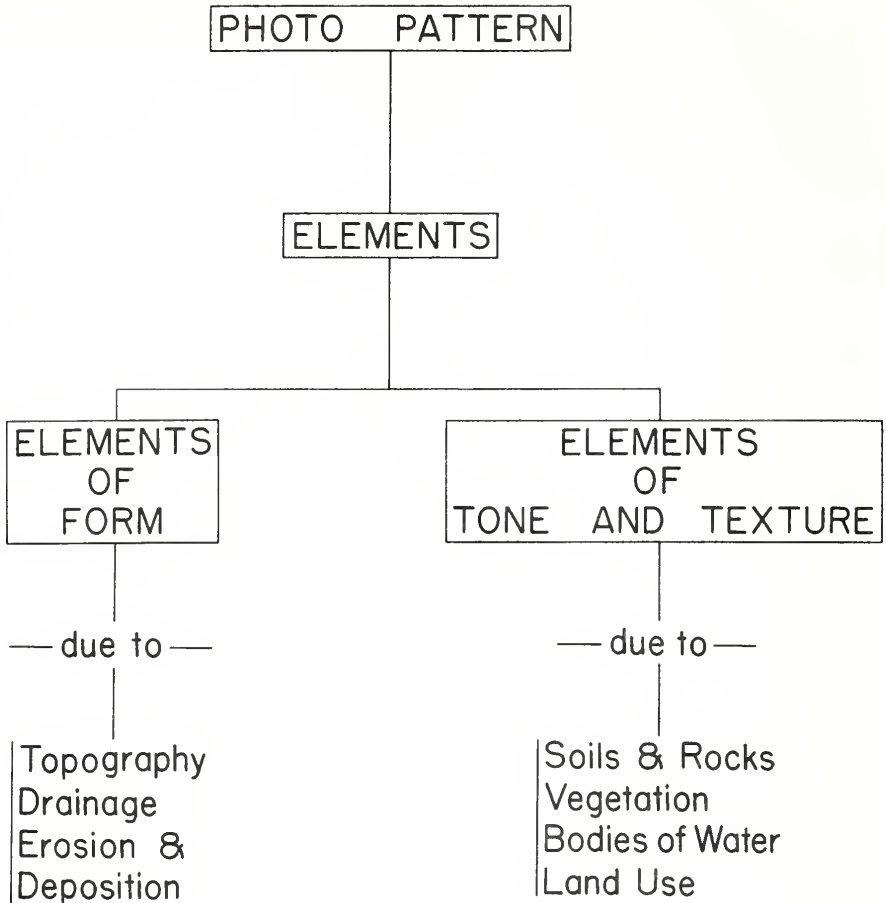 PHOTO PATTERN
ELEMENTS
ELEMENTS
OF
FORM
ELEMENTS
OF
TONE AND TEXTURE
— due to —
— due to —
Topography
Drainage
Erosion &
Deposition
Soils & Rocks
Vegetation
Bodies of Water
Land Use